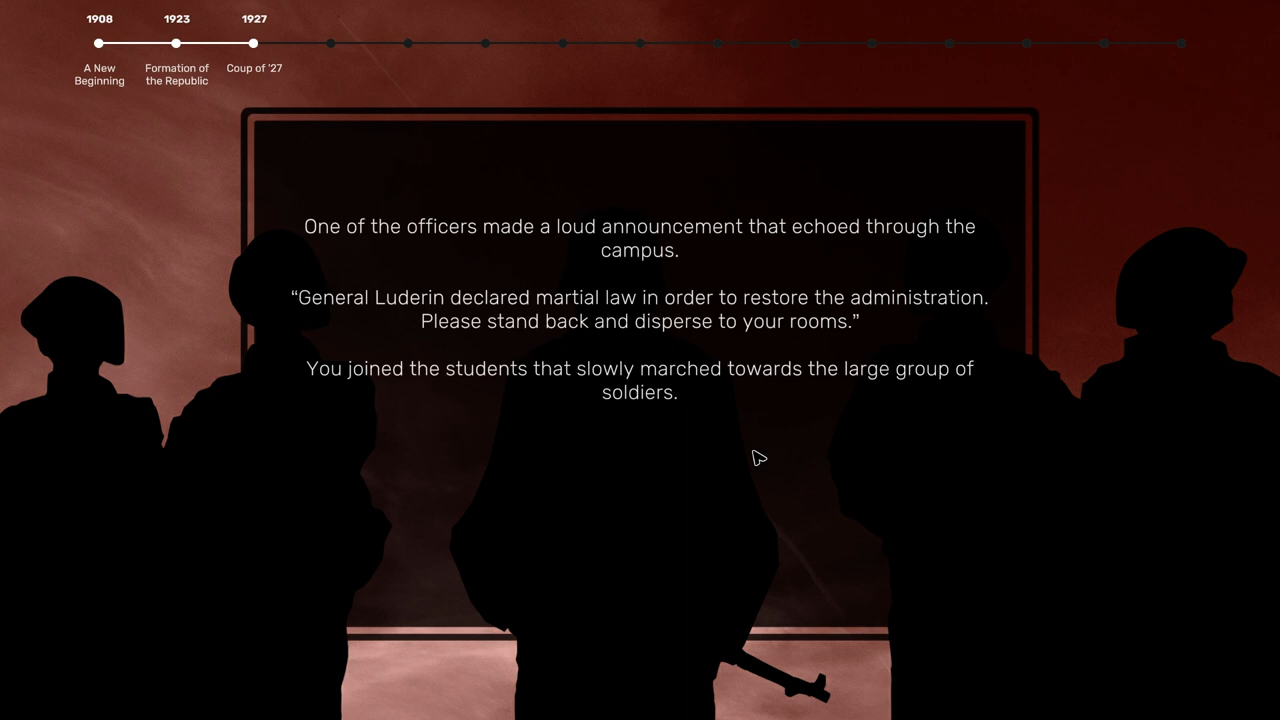 1908
1923
1927
A New
Beginning
Formation of
the Republic
Coup of '27
One of the officers made a loud announcement that echoed through the
campus.
“General Luderin declared martial law in order to restore the administration.
Please stand back and disperse to your rooms.”
You joined the students that slowly marched towards the large group of
soldiers.